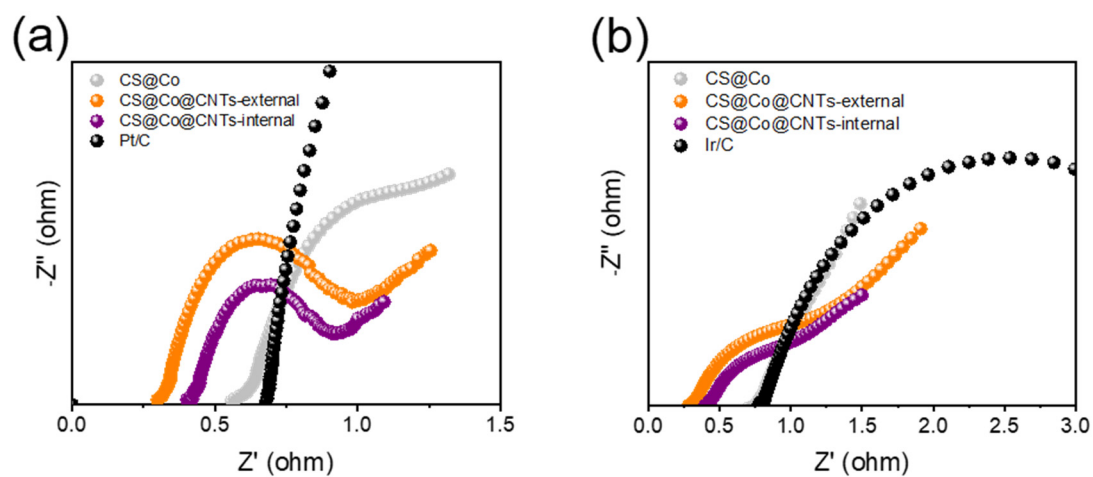 (a)
CS@Co
CS@Co@CNTs-external
CS@Co@CNTs-internal
Pt/C
-Z" (ohm)
0.0 0.5 1.0 1.5
Z' (ohm)
(b)
CS@Co
CS@Co@CNTs-external
CS@Co@CNTs-internal
Ir/C
-Z" (ohm)
0.0 0.5 1.0 1.5 2.0 2.5 3.0
Z' (ohm)